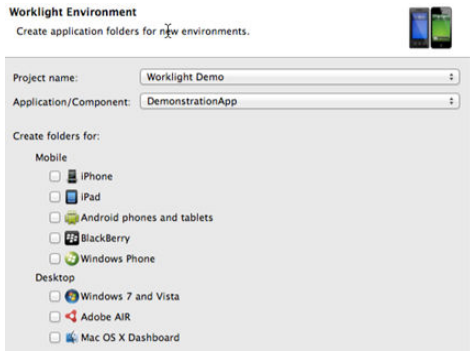 Worklight Environment
Create application folders for new environments.
Project name: Worklight Demo
Application/Component: DemonstrationApp
Create folders for:
Mobile
iPhone
iPad
Android phones and tablets
BlackBerry
Windows Phone
Desktop
Windows 7 and Vista
Adobe AIR
Mac OS X Dashboard